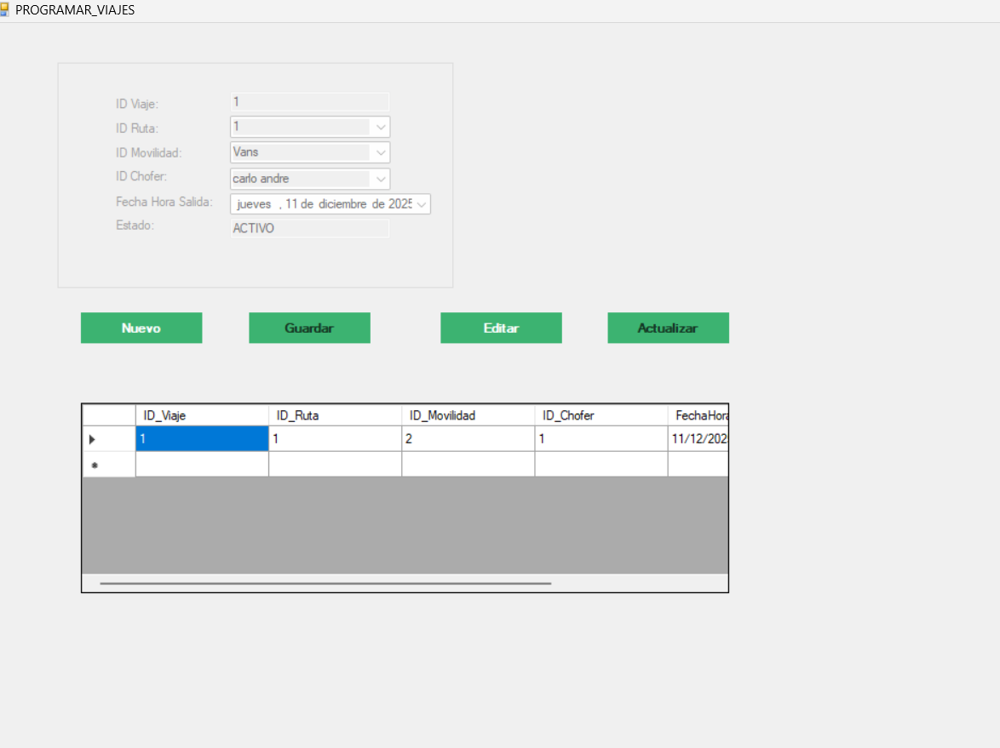 PROGRAMAR_VIAJES
ID Viaje: 1
ID Ruta: 1
ID Movilidad: Vans
ID Chofer: carlo andre
Fecha Hora Salida: jueves , 11 de diciembre de 2025
Estado: ACTIVO
Nuevo Guardar Editar Actualizar
ID_Viaje ID_Ruta ID_Movilidad ID_Chofer FechaHora
1 1 2 1 11/12/202